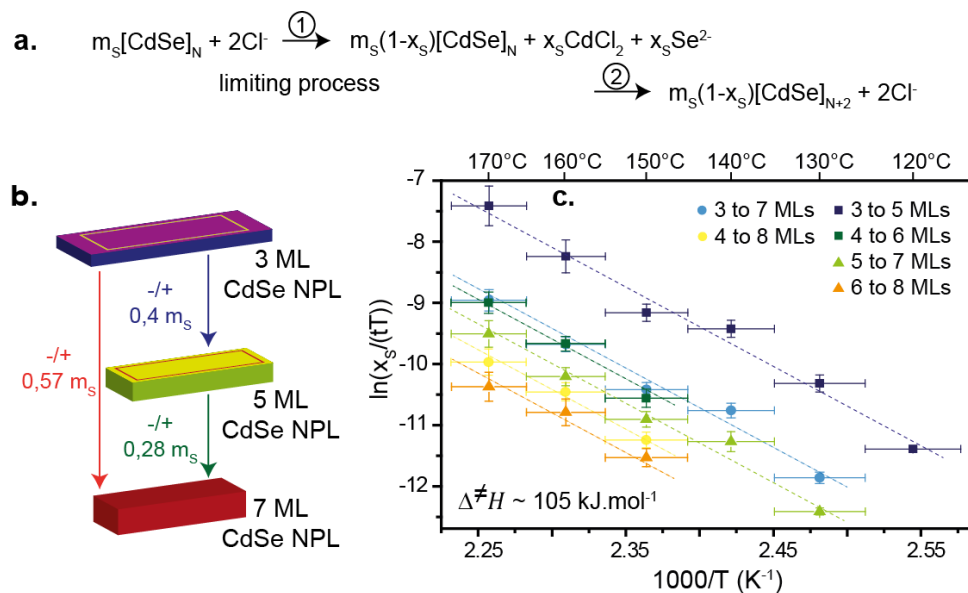 a.
m_S[CdSe]_N + 2Cl⁻ ① m_S(1-x_S)[CdSe]_N + x_SCdCl₂ + x_SSe²⁻
limiting process
② m_S(1-x_S)[CdSe]_{N+2} + 2Cl⁻
b.
3 ML
CdSe NPL
-/+
0,4 m_S
-/+
0,57 m_S
5 ML
CdSe NPL
-/+
0,28 m_S
7 ML
CdSe NPL
170°C 160°C 150°C 140°C 130°C 120°C
c.
3 to 7 MLs
4 to 8 MLs
3 to 5 MLs
4 to 6 MLs
5 to 7 MLs
6 to 8 MLs
ln(x_S/(tT))
-7
-8
-9
-10
-11
-12
Δ^≠H ~ 105 kJ.mol⁻¹
2.25 2.35 2.45 2.55
1000/T (K⁻¹)